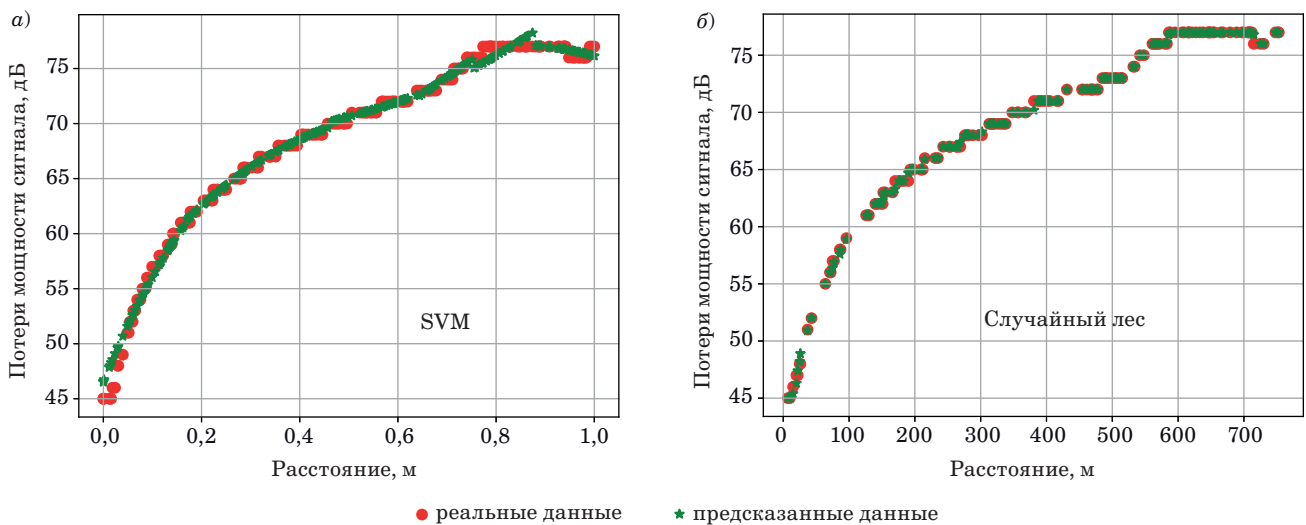 а)
Потери мощности сигнала, дБ
75
70
65
60
55
50
45
SVM
0,0 0,2 0,4 0,6 0,8 1,0
Расстояние, м
б)
Потери мощности сигнала, дБ
75
70
65
60
55
50
45
Случайный лес
0 100 200 300 400 500 600 700
Расстояние, м
реальные данные предсказанные данные